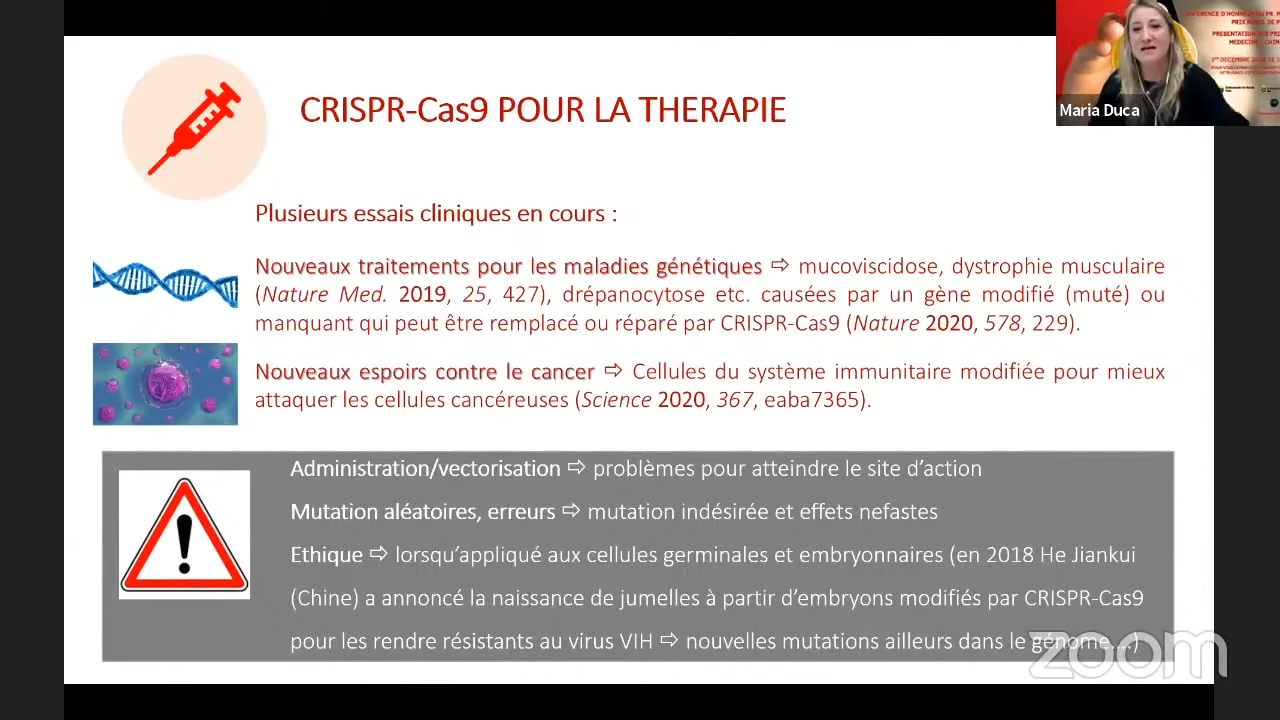 CRISPR-Cas9 POUR LA THERAPIE
Plusieurs essais cliniques en cours :
Nouveaux traitements pour les maladies génétiques ⇨ mucoviscidose, dystrophie musculaire
(Nature Med. 2019, 25, 427), drépanocytose etc. causées par un gène modifié (muté) ou
manquant qui peut être remplacé ou réparé par CRISPR-Cas9 (Nature 2020, 578, 229).
Nouveaux espoirs contre le cancer ⇨ Cellules du système immunitaire modifiée pour mieux
attaquer les cellules cancéreuses (Science 2020, 367, eaba7365).
Administration/vectorisation ⇨ problèmes pour atteindre le site d'action
Mutation aléatoires, erreurs ⇨ mutation indésirée et effets nefastes
Ethique ⇨ lorsqu'appliqué aux cellules germinales et embryonnaires (en 2018 He Jiankui
(Chine) a annoncé la naissance de jumelles à partir d'embryons modifiés par CRISPR-Cas9
pour les rendre résistants au virus VIH ⇨ nouvelles mutations ailleurs dans le génome....)
Maria Duca
zoom